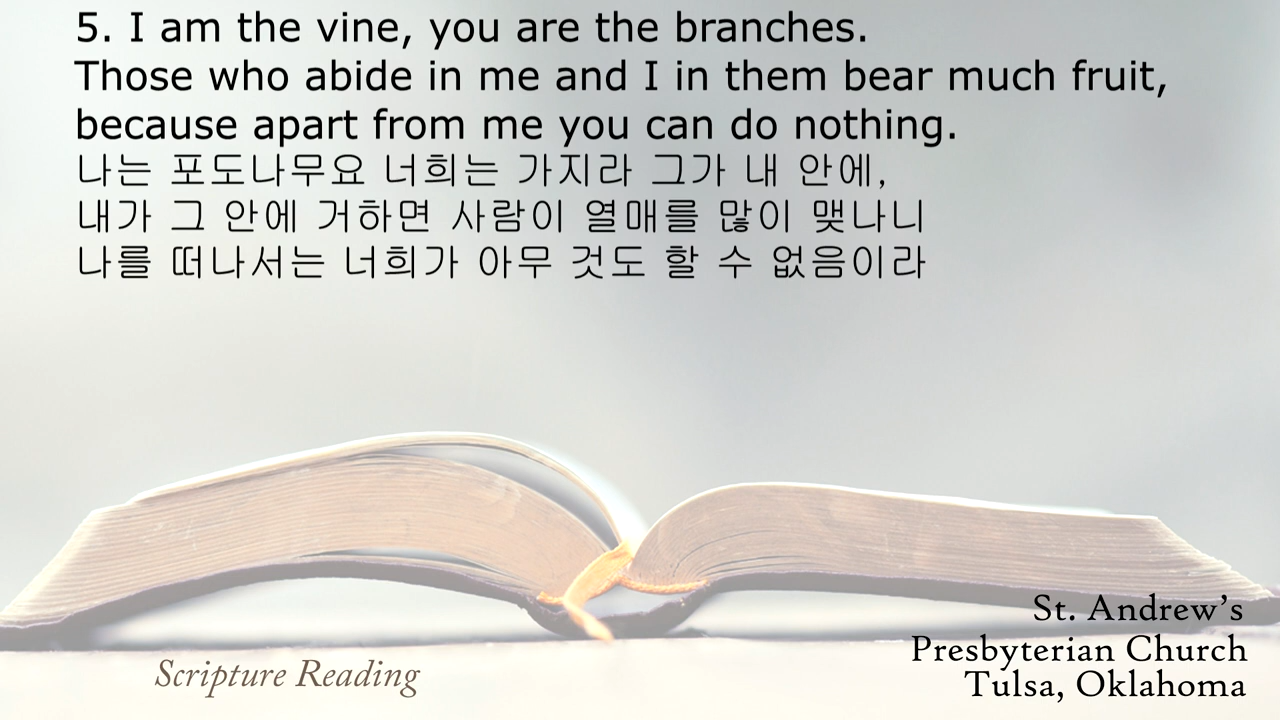 5. I am the vine, you are the branches.
Those who abide in me and I in them bear much fruit,
because apart from me you can do nothing.
나는 포도나무요 너희는 가지라 그가 내 안에,
내가 그 안에 거하면 사람이 열매를 많이 맺나니
나를 떠나서는 너희가 아무 것도 할 수 없음이라
Scripture Reading
St. Andrew’s
Presbyterian Church
Tulsa, Oklahoma